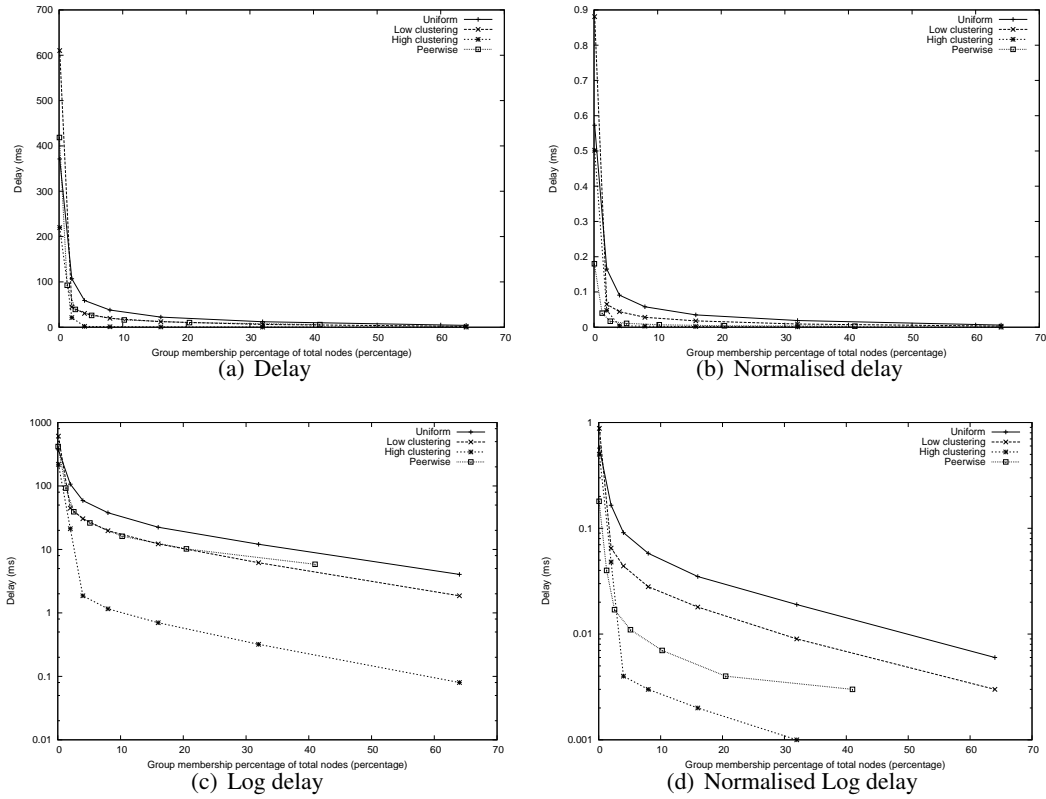 700
600
500
400
300
200
100
0
0 10 20 30 40 50 60 70
Delay (ms)
Group membership percentage of total nodes (percentage)
Uniform
Low clustering
High clustering
Peerwise
(a) Delay
0.9
0.8
0.7
0.6
0.5
0.4
0.3
0.2
0.1
0
0 10 20 30 40 50 60 70
Delay (ms)
Group membership percentage of total nodes (percentage)
Uniform
Low clustering
High clustering
Peerwise
(b) Normalised delay
1000
100
10
1
0.1
0.01
0 10 20 30 40 50 60 70
Delay (ms)
Group membership percentage of total nodes (percentage)
Uniform
Low clustering
High clustering
Peerwise
(c) Log delay
1
0.1
0.01
0.001
0 10 20 30 40 50 60 70
Delay (ms)
Group membership percentage of total nodes (percentage)
Uniform
Low clustering
High clustering
Peerwise
(d) Normalised Log delay